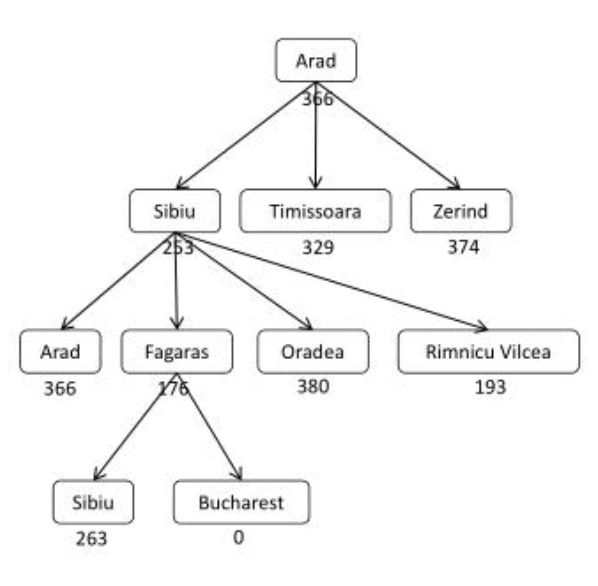 Arad
366
Sibiu Timissoara Zerind
253 329 374
Arad Fagaras Oradea Rimnicu Vilcea
366 176 380 193
Sibiu Bucharest
263 0